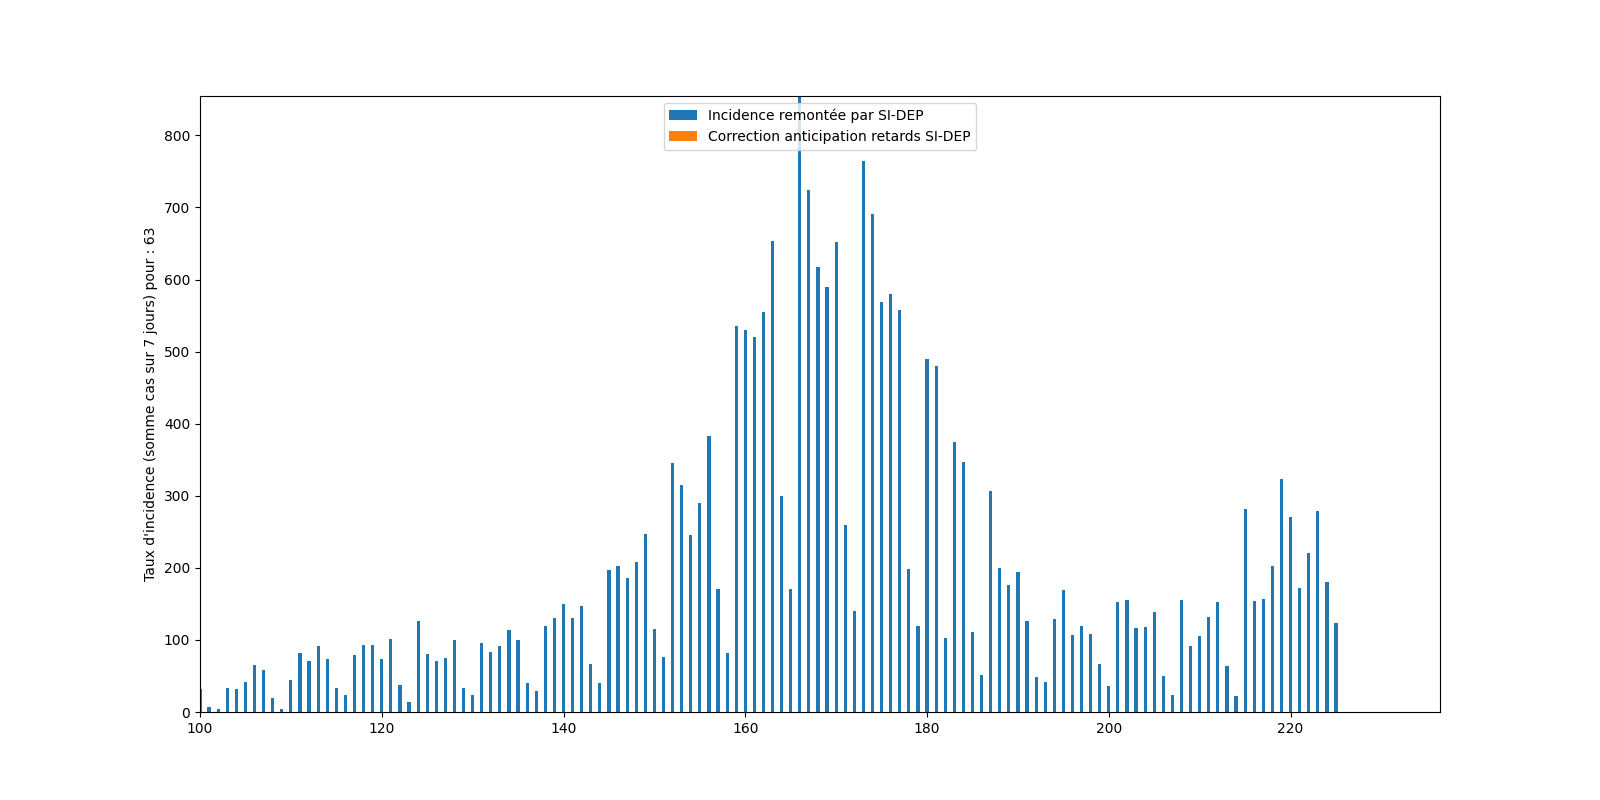 Incidence remontée par SI-DEP
Correction anticipation retards SI-DEP
Taux d'incidence (somme cas sur 7 jours) pour : 63
800
700
600
500
400
300
200
100
0
100 120 140 160 180 200 220